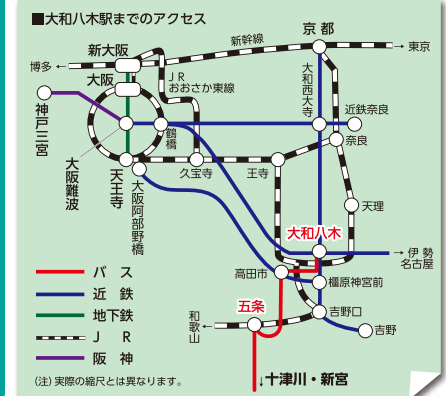 ■大和八木駅までのアクセス
京都
新大阪
新幹線
→ 東京
博多 ←
大阪
JR
おおさか東線
大和西大寺
近鉄奈良
神戸三宮
鶴橋
奈良
大阪難波
天王寺
大阪阿部野橋
久宝寺
王寺
天理
大和八木
→ 伊勢
名古屋
高田市
橿原神宮前
バス
近鉄
地下鉄
JR
阪神
五条
和歌山 ←
吉野口
吉野
(注)実際の縮尺とは異なります。
↓十津川・新宮